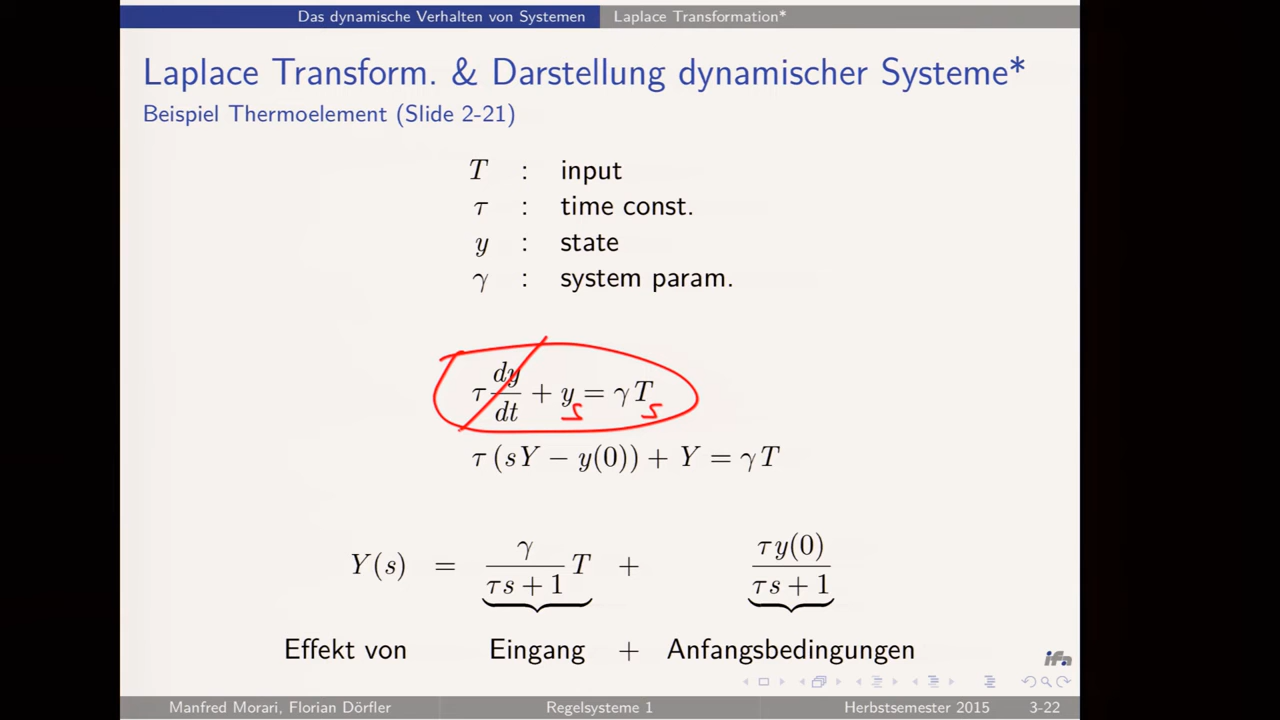 Das dynamische Verhalten von Systemen Laplace Transformation*
Laplace Transform. & Darstellung dynamischer Systeme*
Beispiel Thermoelement (Slide 2-21)
T : input
τ : time const.
y : state
γ : system param.
τ dy/dt + y_s = γ T_s
τ (sY − y(0)) + Y = γT
Y(s) = γ/(τs + 1) T + τy(0)/(τs + 1)
Effekt von Eingang + Anfangsbedingungen
ifa
Manfred Morari, Florian Dörfler Regelsysteme 1 Herbstsemester 2015 3-22